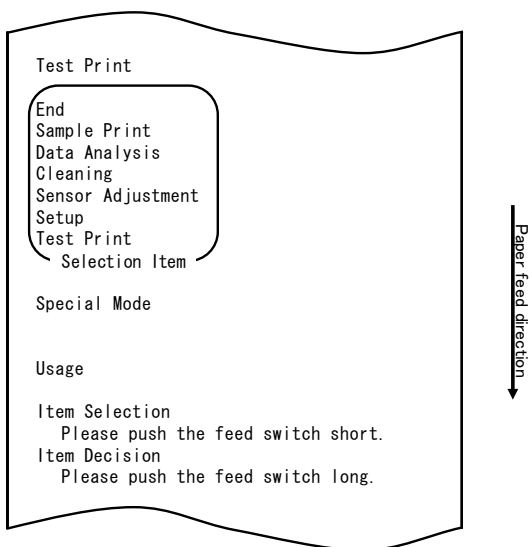 Test Print
End
Sample Print
Data Analysis
Cleaning
Sensor Adjustment
Setup
Test Print
Selection Item
Special Mode
Usage
Item Selection
Please push the feed switch short.
Item Decision
Please push the feed switch long.
Paper feed direction